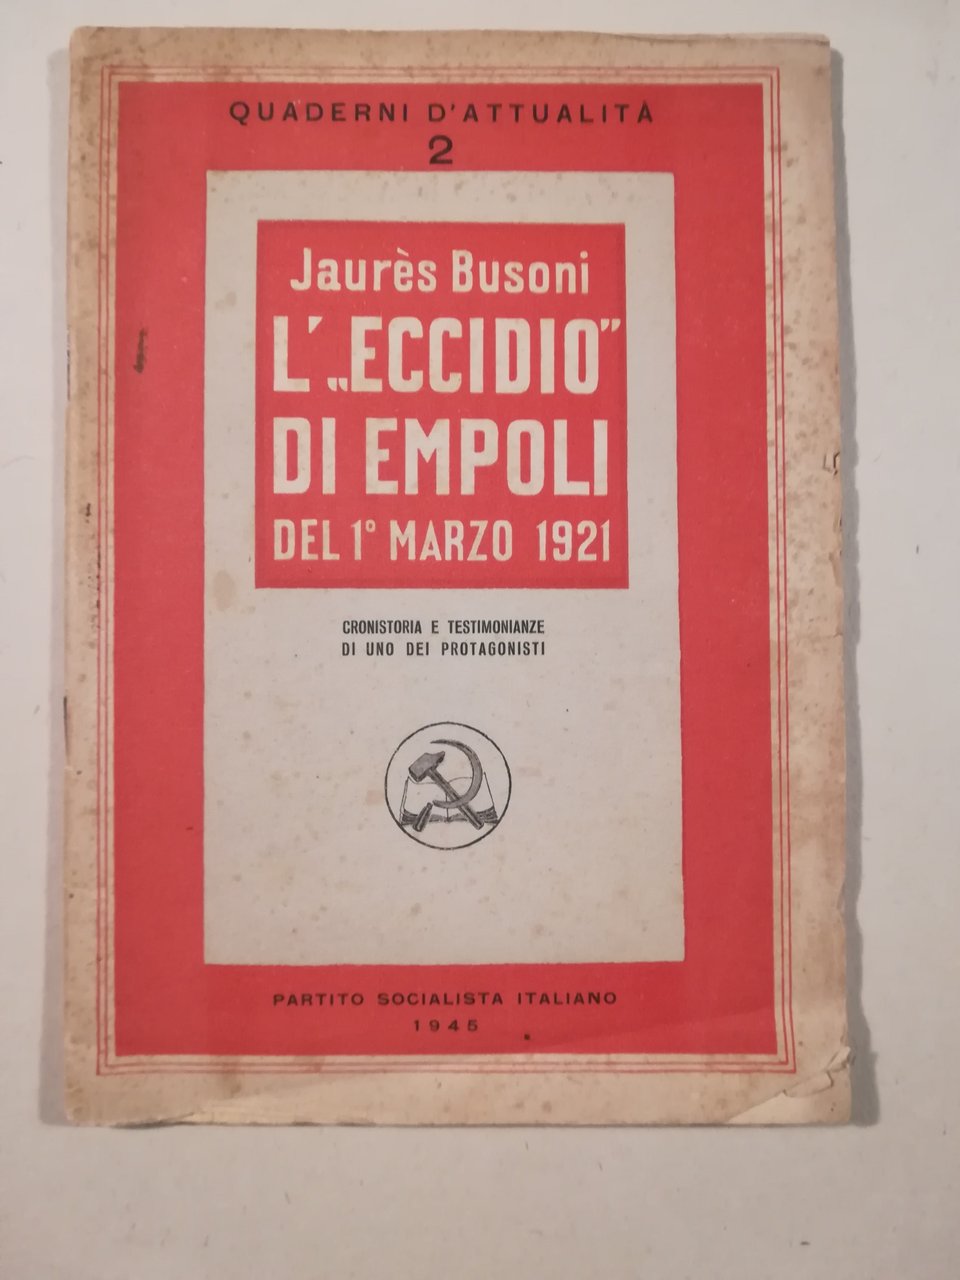 QUADERNI D'ATTUALITÀ
2
Jaurès Busoni
L' „ECCIDIO"
DI EMPOLI
DEL 1° MARZO 1921
CRONISTORIA E TESTIMONIANZE
DI UNO DEI PROTAGONISTI
PARTITO SOCIALISTA ITALIANO
1945